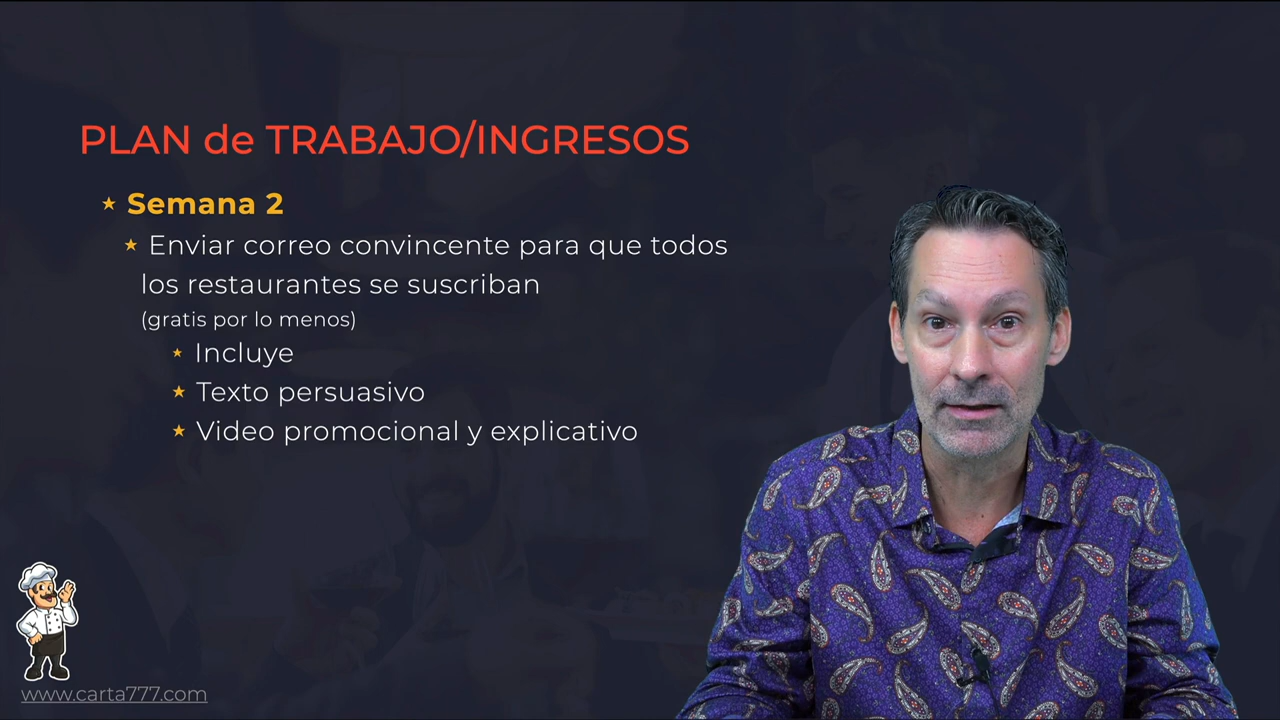 PLAN de TRABAJO/INGRESOS
Semana 2
Enviar correo convincente para que todos
los restaurantes se suscriban
(gratis por lo menos)
Incluye
Texto persuasivo
Video promocional y explicativo
www.carta777.com